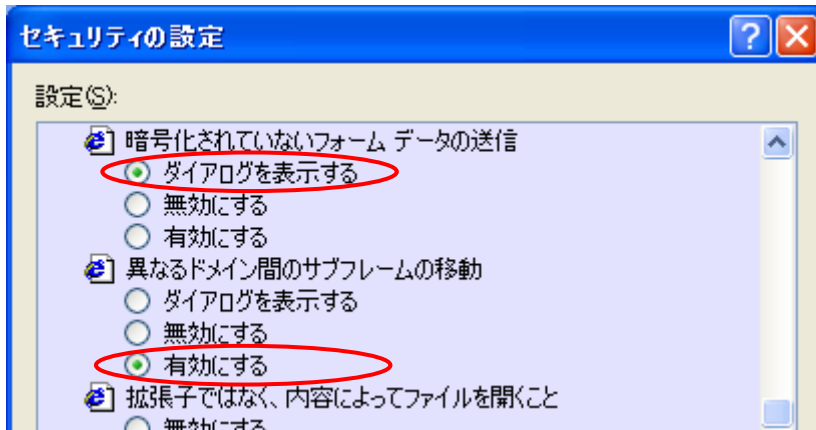 セキュリティの設定
設定(S):
暗号化されていないフォーム データの送信
ダイアログを表示する
無効にする
有効にする
異なるドメイン間のサブフレームの移動
ダイアログを表示する
無効にする
有効にする
拡張子ではなく、内容によってファイルを開くこと
無効にする